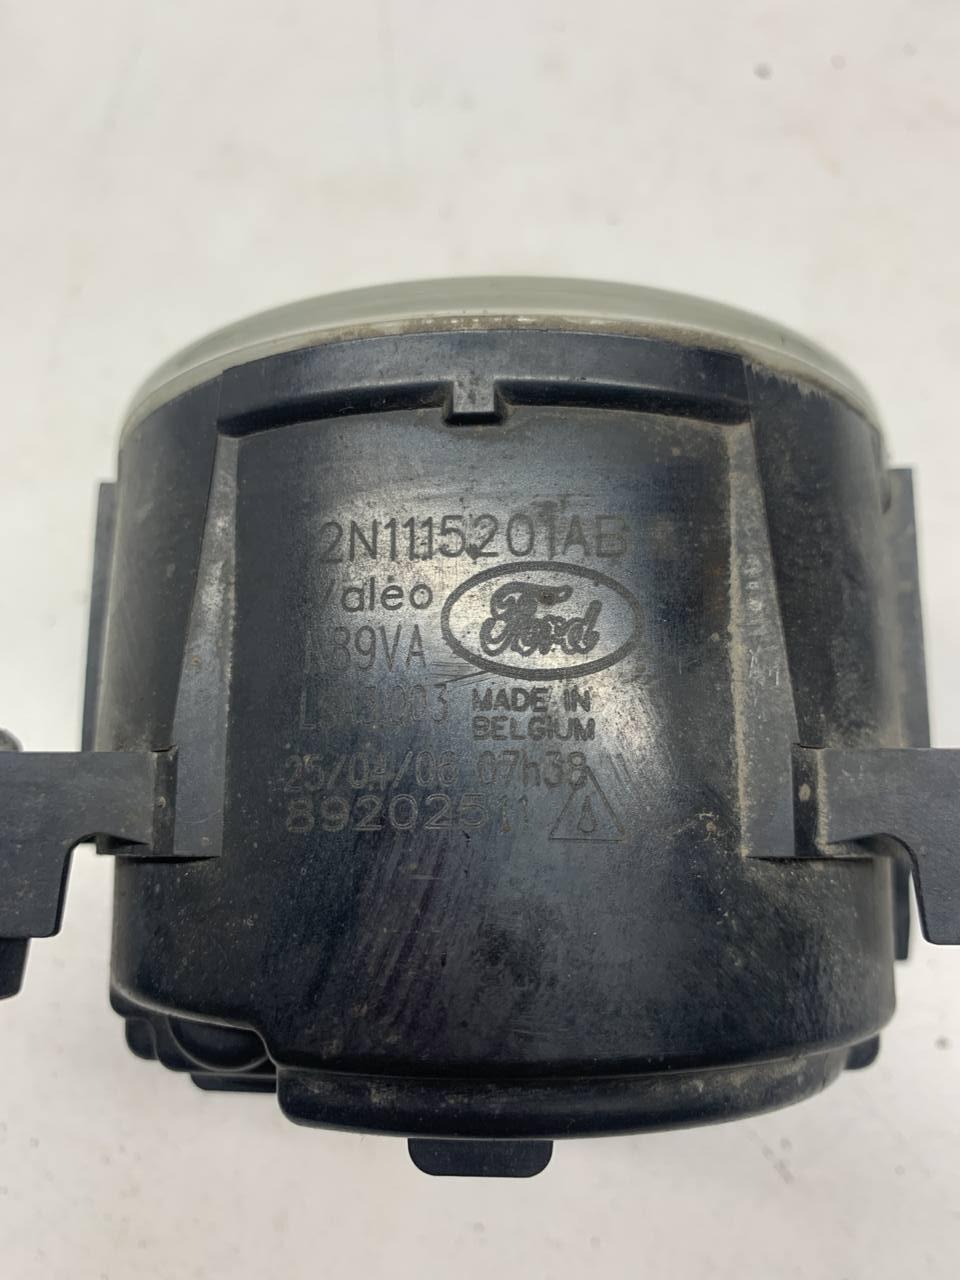 2N1115201AB
Valeo
Ford
MADE IN
BELGIUM
07h38
89202511